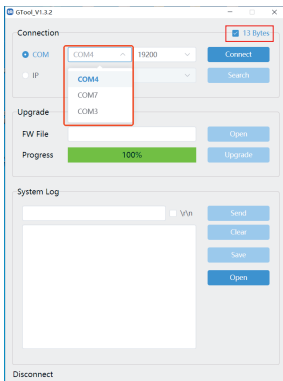 GTool_V1.3.2
Connection
13 Bytes
COM COM4 19200 Connect
IP Search
COM4
COM7
COM3
Upgrade
FW File Open
Progress 100% Upgrade
System Log
\r\n Send
Clear
Save
Open
Disconnect